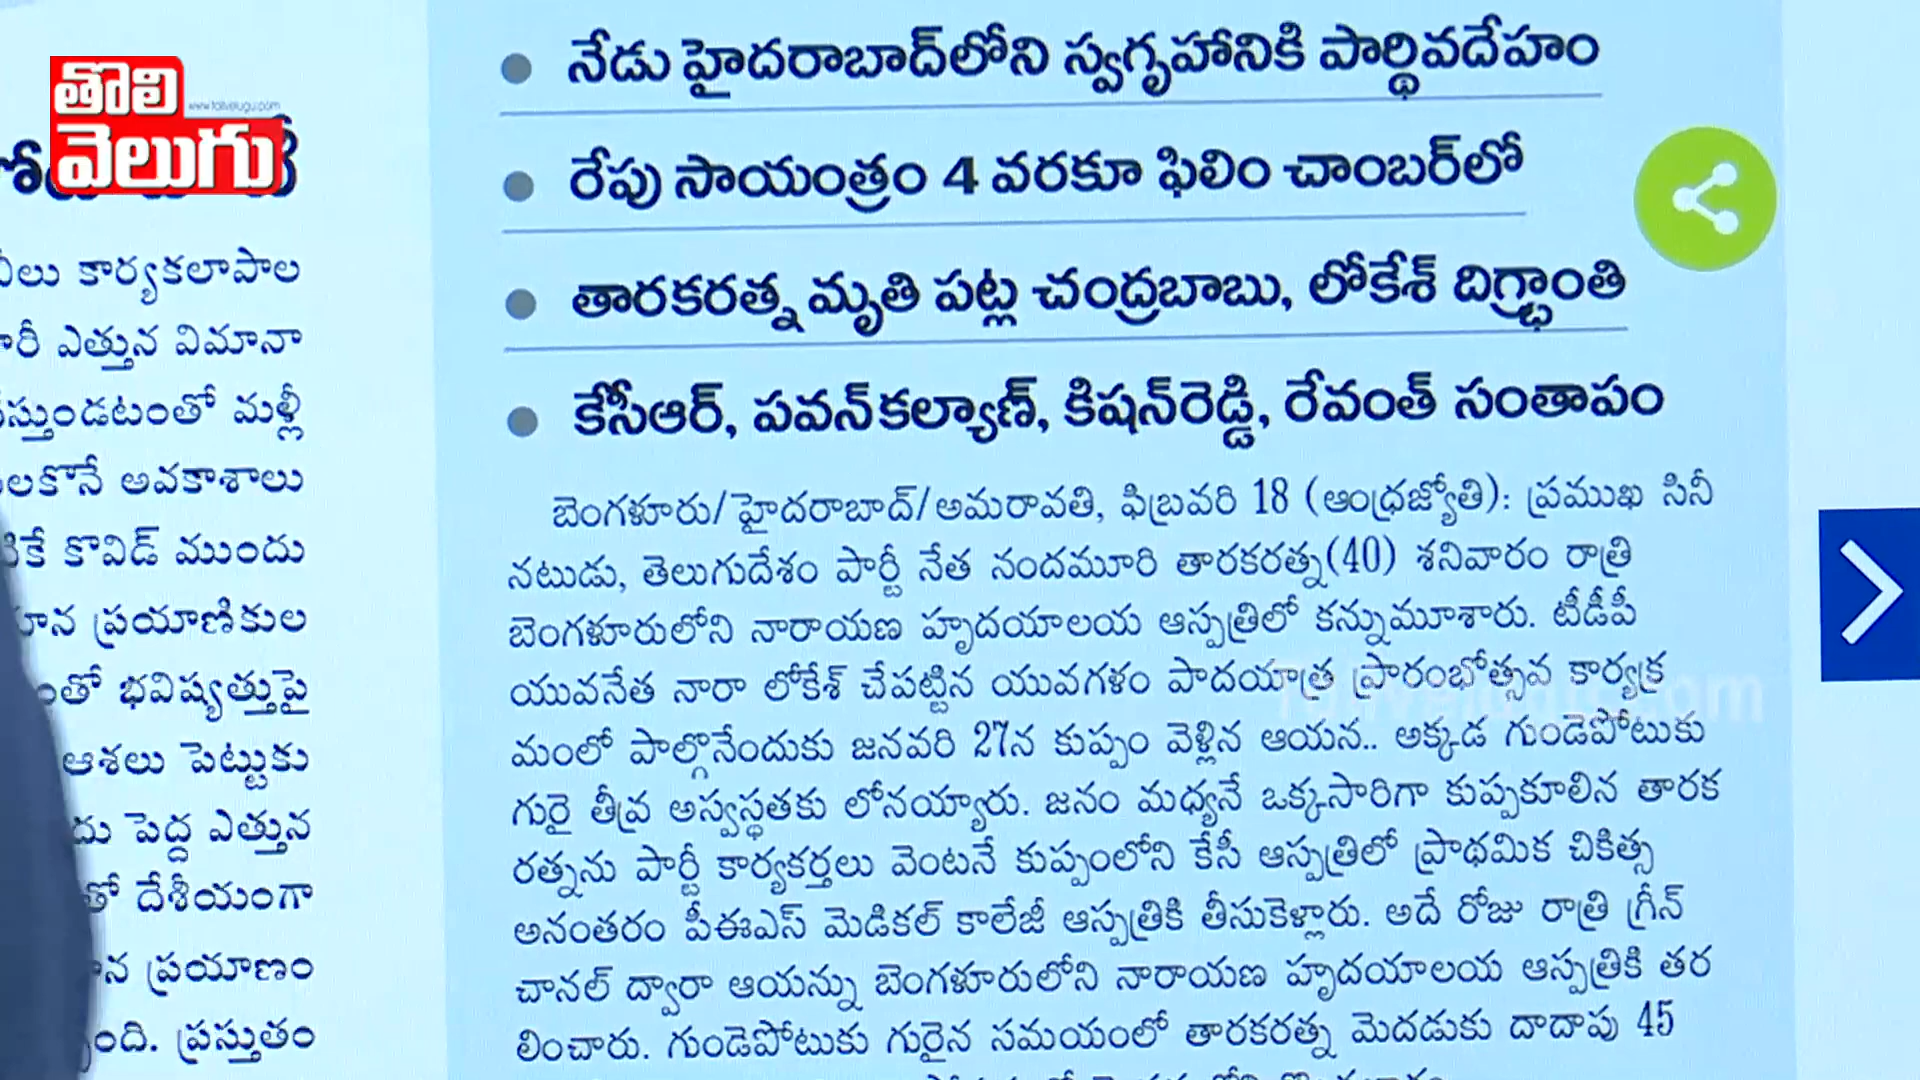 తొలి
www.tolivelugu.com
వెలుగు
కార్యకలాపాల
ఎత్తున విమానా
మళ్లీ
అవకాశాలు
కొవిడ్ ముందు
ప్రయాణికుల
భవిష్యత్తుపై
ఆశలు పెట్టుకు
పెద్ద ఎత్తున
దేశీయంగా
ప్రయాణం
ప్రస్తుతం
నేడు హైదరాబాద్‌లోని స్వగృహానికి పార్థివదేహం
రేపు సాయంత్రం 4 వరకూ ఫిలిం చాంబర్‌లో
తారకరత్న మృతి పట్ల చంద్రబాబు, లోకేశ్ దిగ్భ్రాంతి
కేసీఆర్, పవన్‌కల్యాణ్, కిషన్‌రెడ్డి, రేవంత్ సంతాపం
బెంగళూరు/హైదరాబాద్/అమరావతి, ఫిబ్రవరి 18 (ఆంధ్రజ్యోతి): ప్రముఖ సినీ
నటుడు, తెలుగుదేశం పార్టీ నేత నందమూరి తారకరత్న(40) శనివారం రాత్రి
బెంగళూరులోని నారాయణ హృదయాలయ ఆస్పత్రిలో కన్నుమూశారు. టీడీపీ
యువనేత నారా లోకేశ్ చేపట్టిన యువగళం పాదయాత్ర ప్రారంభోత్సవ కార్యక్ర
మంలో పాల్గొనేందుకు జనవరి 27న కుప్పం వెళ్లిన ఆయన.. అక్కడ గుండెపోటుకు
గురై తీవ్ర అస్వస్థతకు లోనయ్యారు. జనం మధ్యనే ఒక్కసారిగా కుప్పకూలిన తారక
రత్నను పార్టీ కార్యకర్తలు వెంటనే కుప్పంలోని కేసీ ఆస్పత్రిలో ప్రాథమిక చికిత్స
అనంతరం పీఈఎస్ మెడికల్ కాలేజీ ఆస్పత్రికి తీసుకెళ్లారు. అదే రోజు రాత్రి గ్రీన్
చానల్ ద్వారా ఆయన్ను బెంగళూరులోని నారాయణ హృదయాలయ ఆస్పత్రికి తర
లించారు. గుండెపోటుకు గురైన సమయంలో తారకరత్న మెదడుకు దాదాపు 45